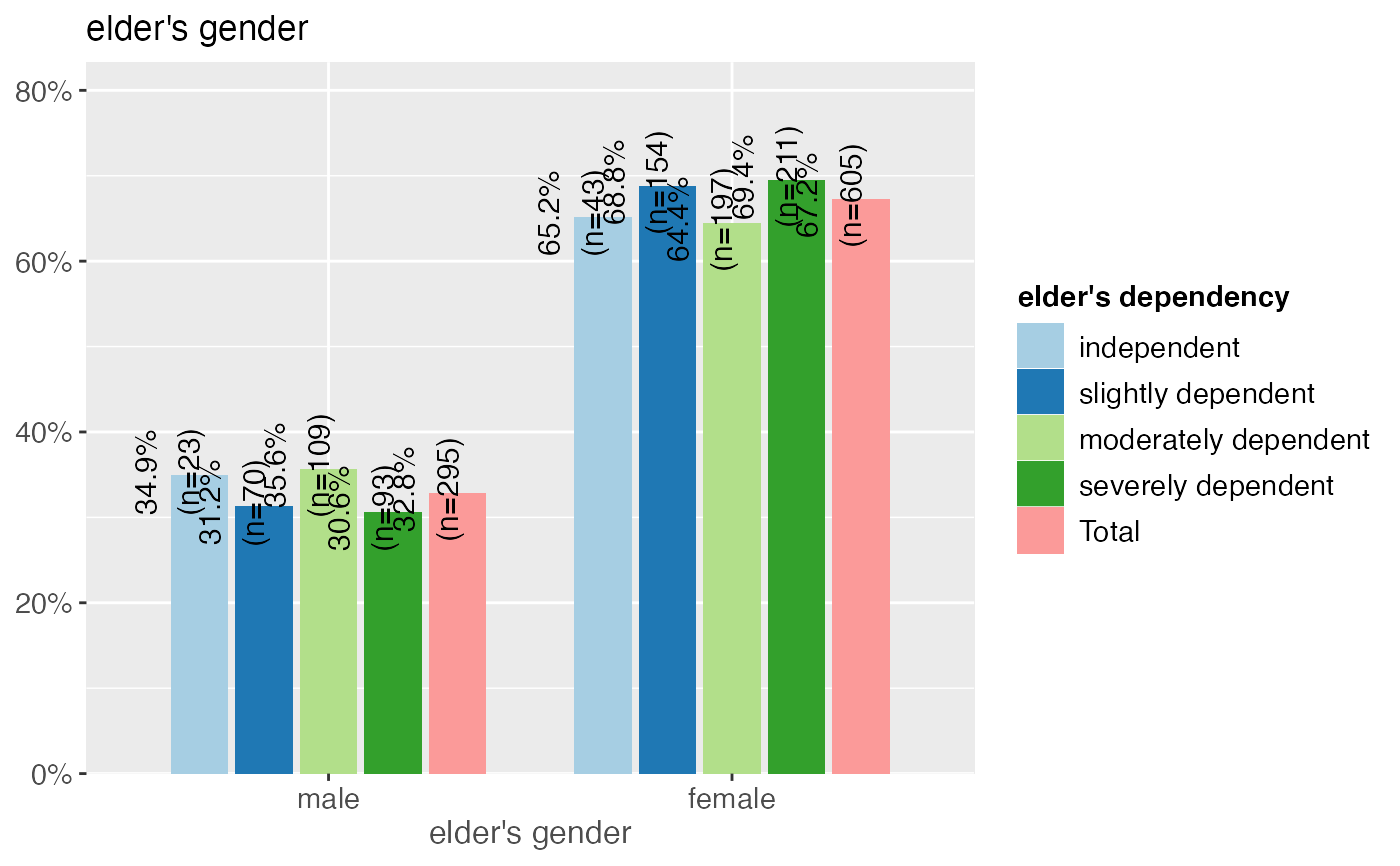 elder's gender
80%
60%
40%
20%
0%
34.9%
(n=23)
31.2%
(n=70)
35.6%
(n=109)
30.6%
(n=93)
32.8%
(n=295)
65.2%
(n=43)
68.8%
(n=154)
64.4%
(n=197)
69.4%
(n=211)
67.2%
(n=605)
male
female
elder's gender
elder's dependency
independent
slightly dependent
moderately dependent
severely dependent
Total